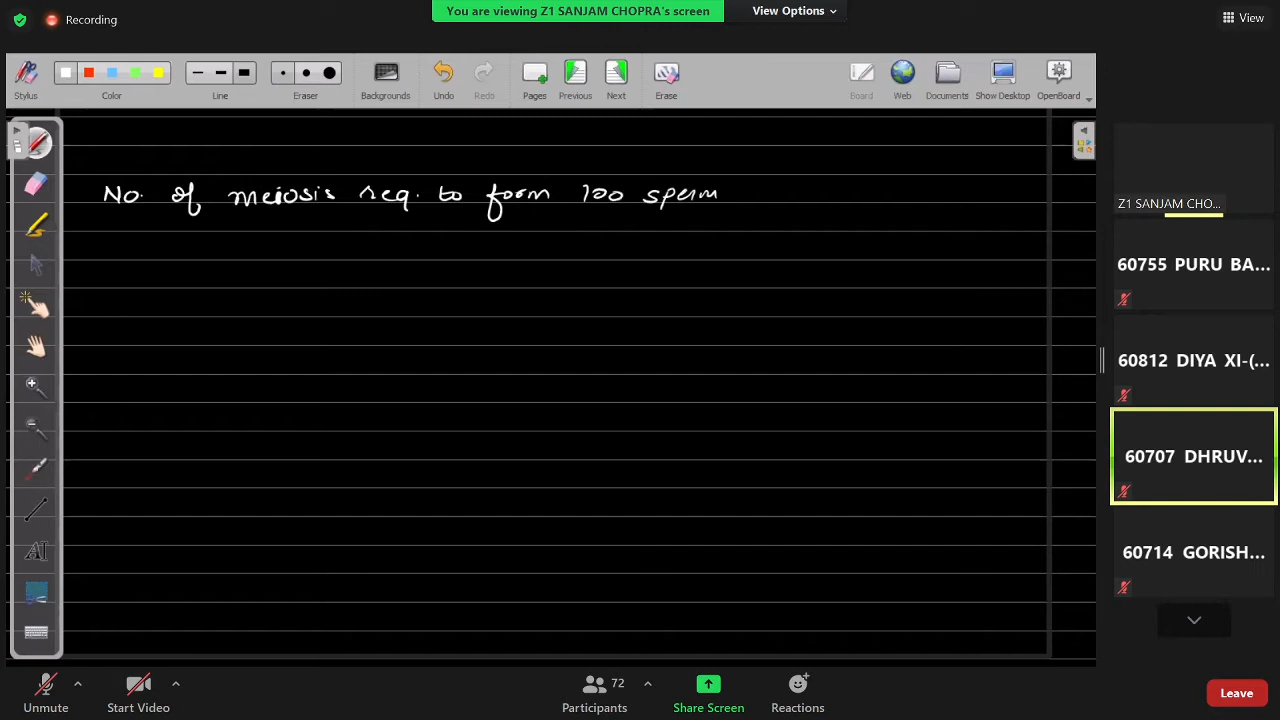 Recording
You are viewing Z1 SANJAM CHOPRA's screen
View Options
View
Stylus
Color
Line
Eraser
Backgrounds
Undo
Redo
Pages
Previous
Next
Erase
Board
Web
Documents
Show Desktop
OpenBoard
No. of meiosis req. to form 100 sperm
Z1 SANJAM CHO...
60755 PURU BA...
60812 DIYA XI-(...
60707 DHRUV...
60714 GORISH...
AI
Unmute
Start Video
72
Participants
Share Screen
Reactions
Leave